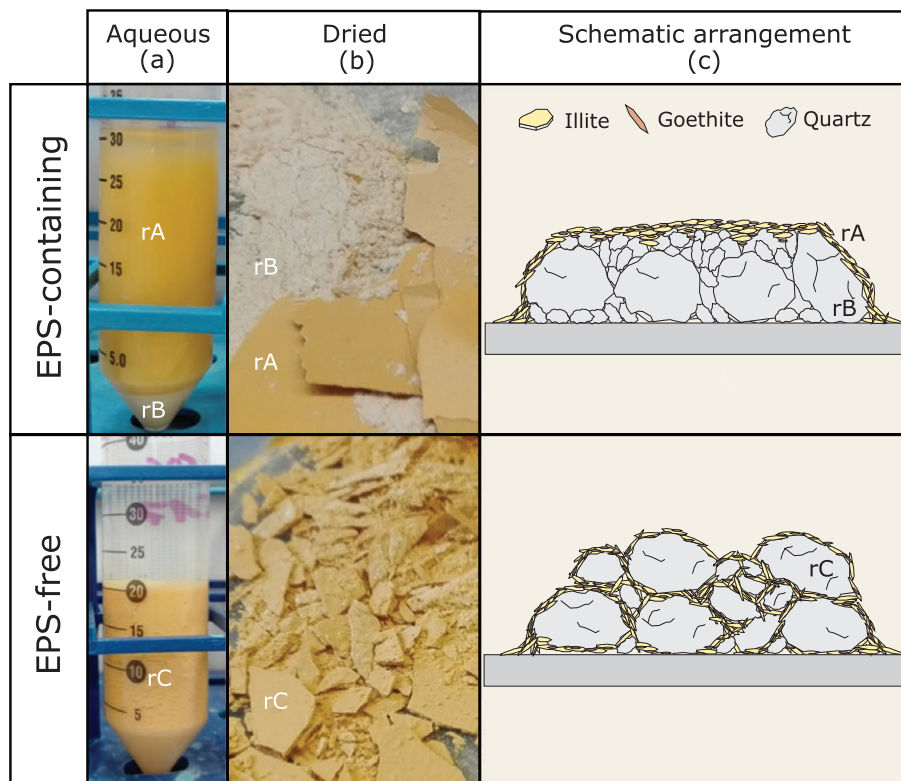 Aqueous
(a)
Dried
(b)
Schematic arrangement
(c)
EPS-containing
35
30
25
20
15
5.0
rA
rB
rB
rA
Illite
Goethite
Quartz
rA
rB
EPS-free
40
30
25
20
15
10
5
rC
rC
rC